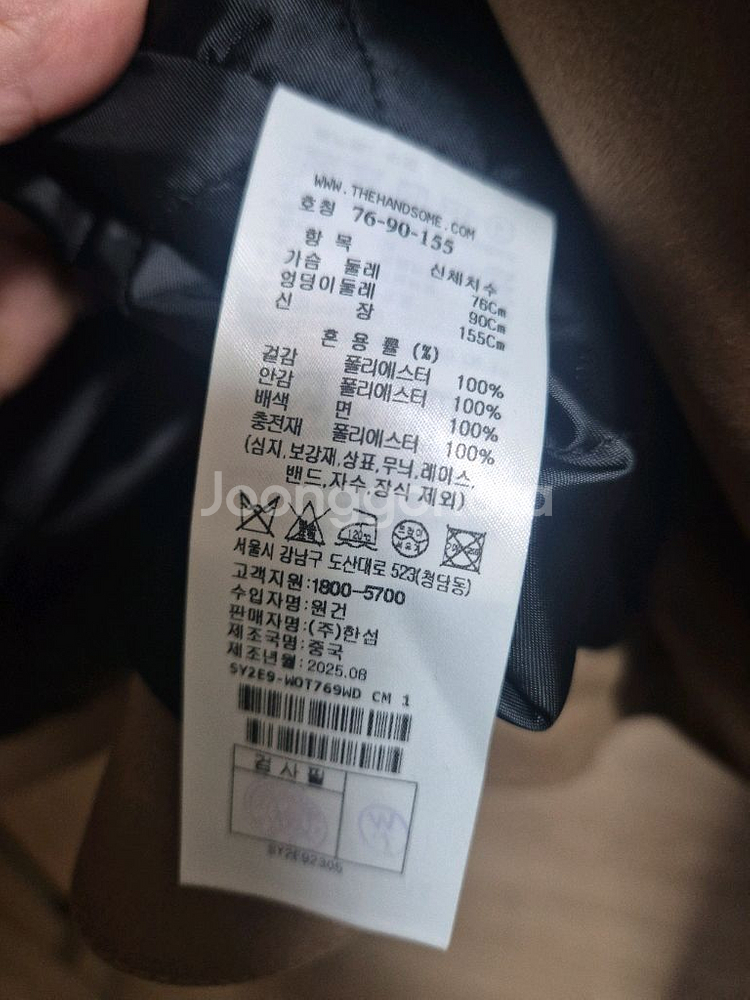 WWW.THEHANDSOME.COM
호칭 76-90-155
항 목 신체치수
가슴 둘레 76Cm
엉덩이둘레 90Cm
신 장 155Cm
혼 용 률 (%)
겉감 폴리에스터 100%
안감 폴리에스터 100%
배색 면 100%
충전재 폴리에스터 100%
(심지,보강재,상표,무늬,레이스,
밴드,자수 장식 제외)
Joonggonara
서울시 강남구 도산대로 523(청담동)
고객지원:1800-5700
수입자명:원건
판매자명:(주)한섬
제조국명:중국
제조년월:2025.08
SY2E9-WOT769WD CM 1
검사필
SY2E92305